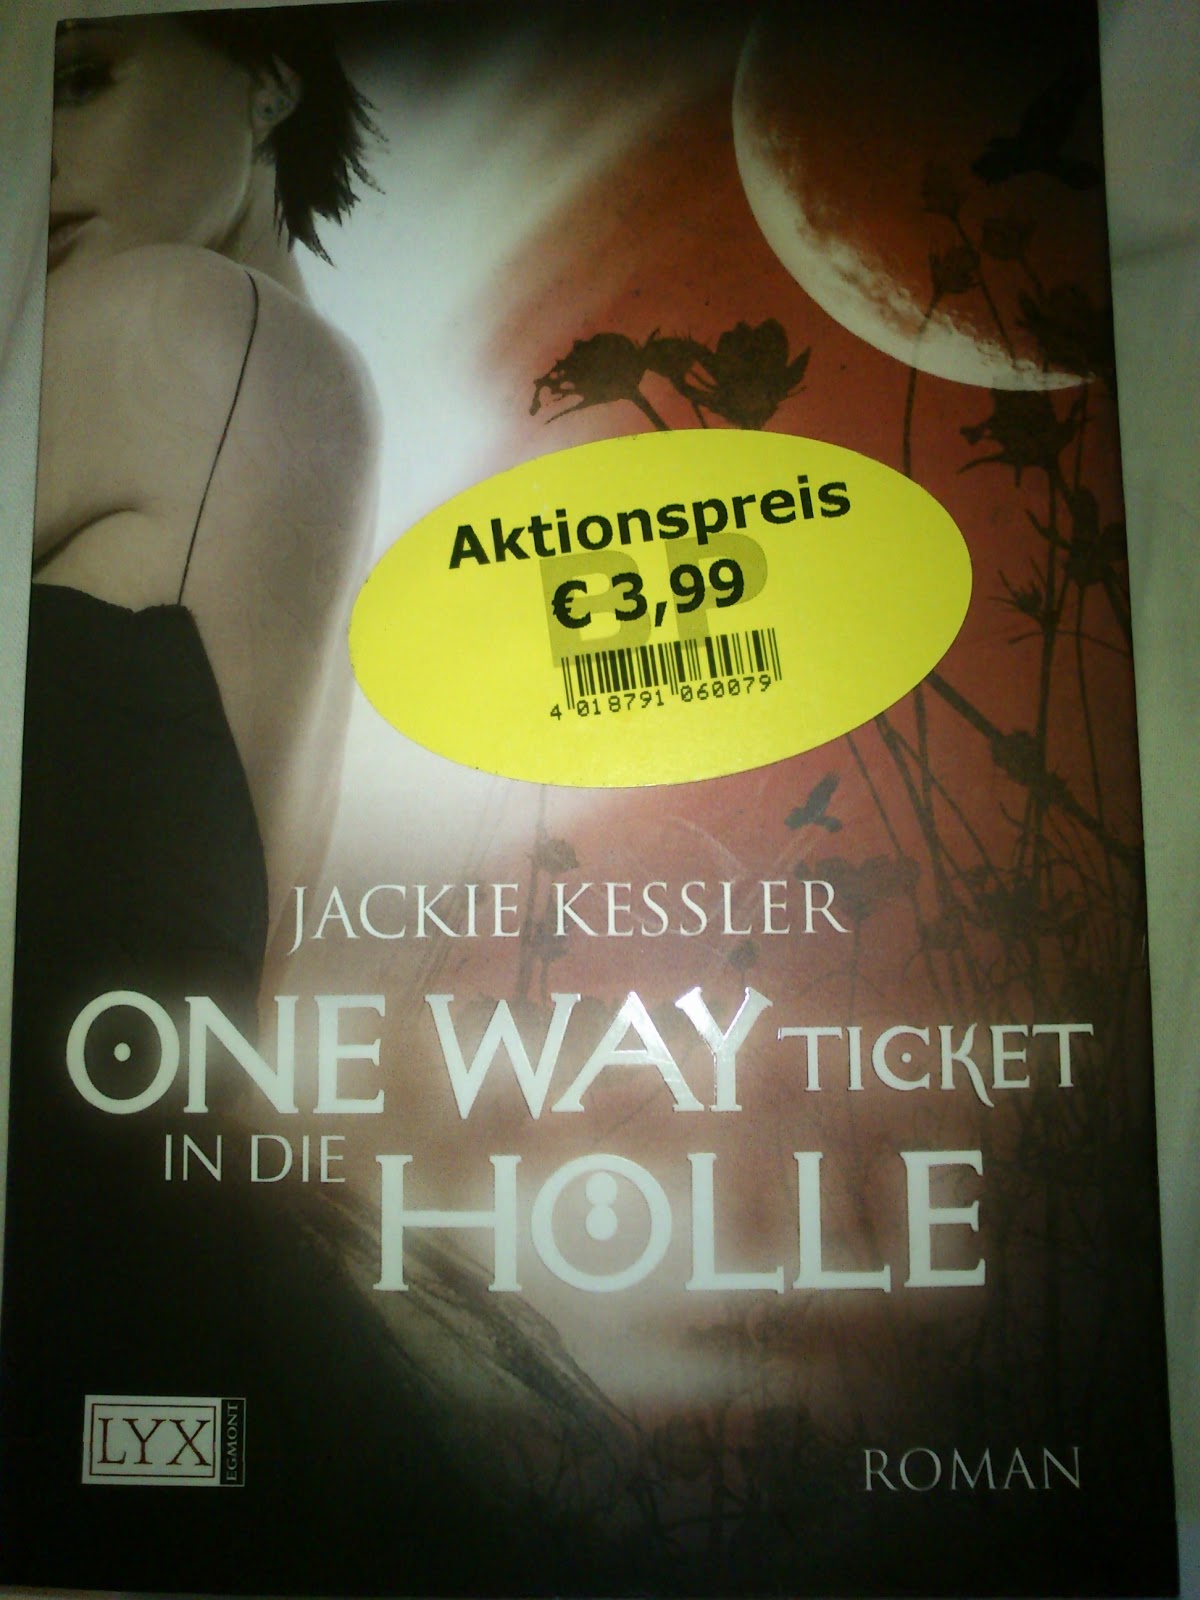 Aktionspreis
BP
€ 3,99
4 018791 060079
JACKIE KESSLER
ONE WAY TICKET
IN DIE HÖLLE
LYX
EGMONT
ROMAN